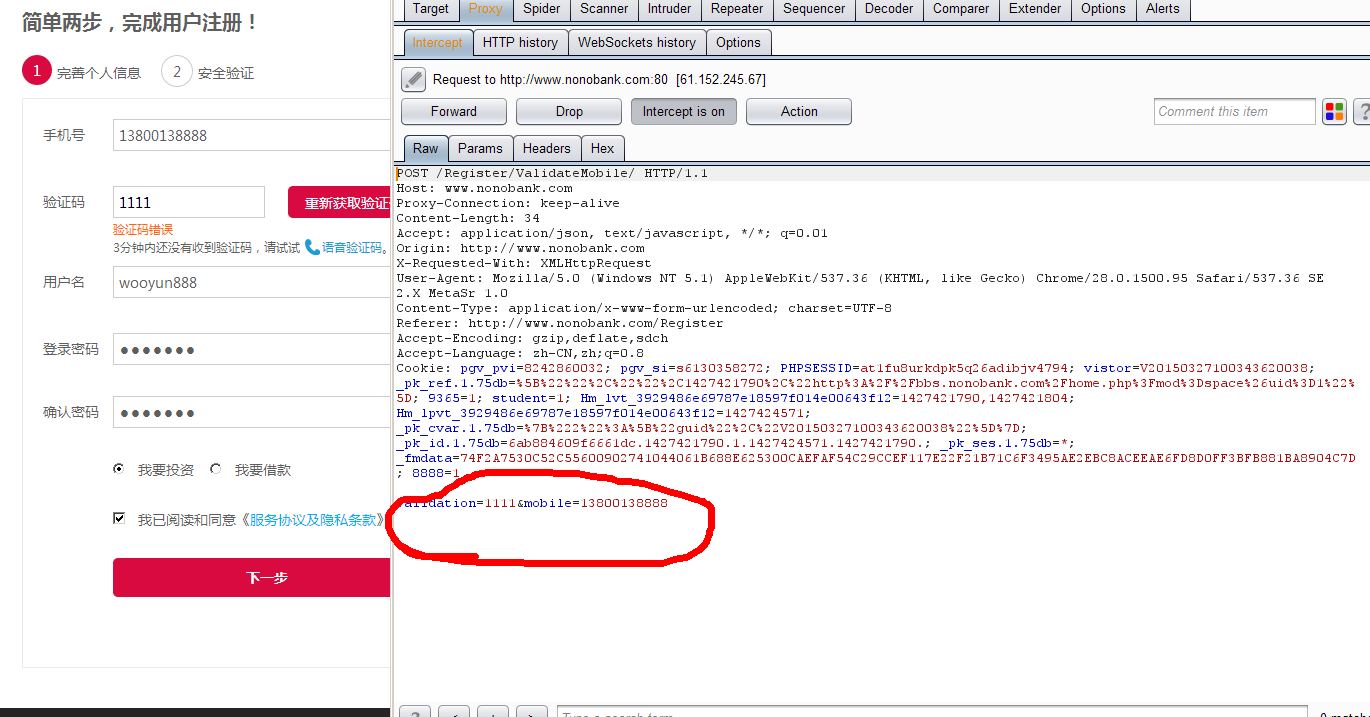 简单两步，完成用户注册！
1 完善个人信息 2 安全验证
手机号 13800138888
验证码 1111 重新获取验证
验证码错误
3分钟内还没有收到验证码，请试试 语音验证码。
用户名 wooyun888
登录密码 ●●●●●●●
确认密码 ●●●●●●●
我要投资 我要借款
我已阅读和同意《服务协议及隐私条款》
下一步
Target Proxy Spider Scanner Intruder Repeater Sequencer Decoder Comparer Extender Options Alerts
Intercept HTTP history WebSockets history Options
Request to http://www.nonobank.com:80 [61.152.245.67]
Forward Drop Intercept is on Action Comment this item ?
Raw Params Headers Hex
POST /Register/ValidateMobile/ HTTP/1.1
Host: www.nonobank.com
Proxy-Connection: keep-alive
Content-Length: 34
Accept: application/json, text/javascript, */*; q=0.01
Origin: http://www.nonobank.com
X-Requested-With: XMLHttpRequest
User-Agent: Mozilla/5.0 (Windows NT 5.1) AppleWebKit/537.36 (KHTML, like Gecko) Chrome/28.0.1500.95 Safari/537.36 SE
2.X MetaSr 1.0
Content-Type: application/x-www-form-urlencoded; charset=UTF-8
Referer: http://www.nonobank.com/Register
Accept-Encoding: gzip,deflate,sdch
Accept-Language: zh-CN,zh;q=0.8
Cookie: pgv_pvi=8242860032; pgv_si=s6130358272; PHPSESSID=at1fu8urkdpk5q26adibjv4794; vistor=V20150327100343620038;
_pk_ref.1.75db=%5B%22%22%2C%22%22%2C1427421790%2C%22http%3A%2F%2Fbbs.nonobank.com%2Fhome.php%3Fmod%3Dspace%26uid%3D1%22%
5D; 9365=1; student=1; Hm_lvt_3929486e69787e18597f014e00643f12=1427421790,1427421804;
Hm_lpvt_3929486e69787e18597f014e00643f12=1427424571;
_pk_cvar.1.75db=%7B%222%22%3A%5B%22guid%22%2C%22V20150327100343620038%22%5D%7D;
_pk_id.1.75db=6ab884609f6661dc.1427421790.1.1427424571.1427421790.; _pk_ses.1.75db=*;
_fmdata=74F2A7530C52C55600902741044061B688E625300CAEFAF54C29CCEF117E22F21B71C6F3495AE2EBC8ACEEAE6FD8D0FF3BFB881BA8904C7D
; 8888=1
alidation=1111&mobile=13800138888
? < + > Type a search term